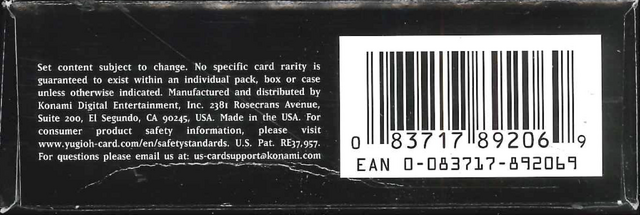 Set content subject to change. No specific card rarity is
guaranteed to exist within an individual pack, box or case
unless otherwise indicated. Manufactured and distributed by
Konami Digital Entertainment, Inc. 2381 Rosecrans Avenue,
Suite 200, El Segundo, CA 90245, USA. Made in the USA. For
consumer product safety information, please visit
www.yugioh-card.com/en/safetystandards. U.S. Pat. RE37,957.
For questions please email us at: us-cardsupport@konami.com
0 83717 89206 9
EAN 0-083717-892069